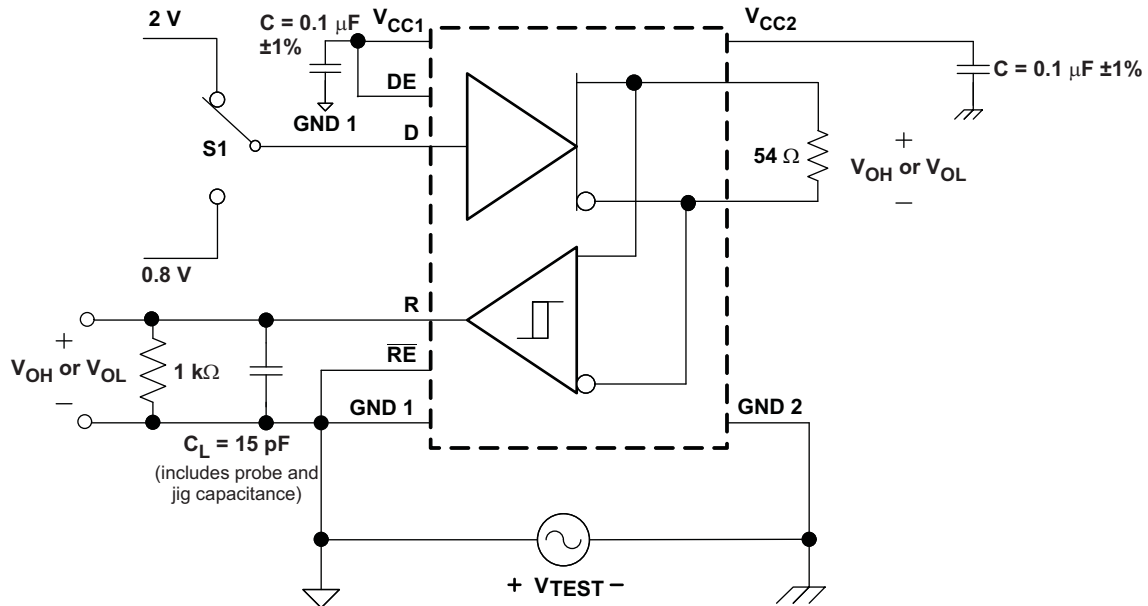 2 V
C = 0.1 μF
±1%
VCC1
VCC2
C = 0.1 μF ±1%
DE
GND 1
D
S1
54 Ω
+
VOH or VOL
–
0.8 V
R
+
VOH or VOL
–
1 kΩ
RE
GND 1
GND 2
CL = 15 pF
(includes probe and
jig capacitance)
+ VTEST –